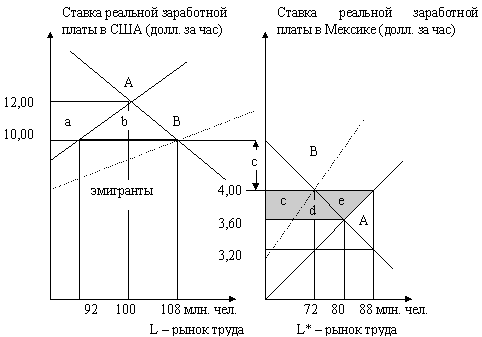 Ставка реальной заработной
платы в США (долл. за час)
Ставка реальной заработной
платы в Мексике (долл. за час)
A
12,00
a
b
B
10,00
c
B
эмигранты
4,00
c
e
d
3,60
A
3,20
92 100 108 млн. чел.
72 80 88 млн. чел.
L – рынок труда
L* – рынок труда